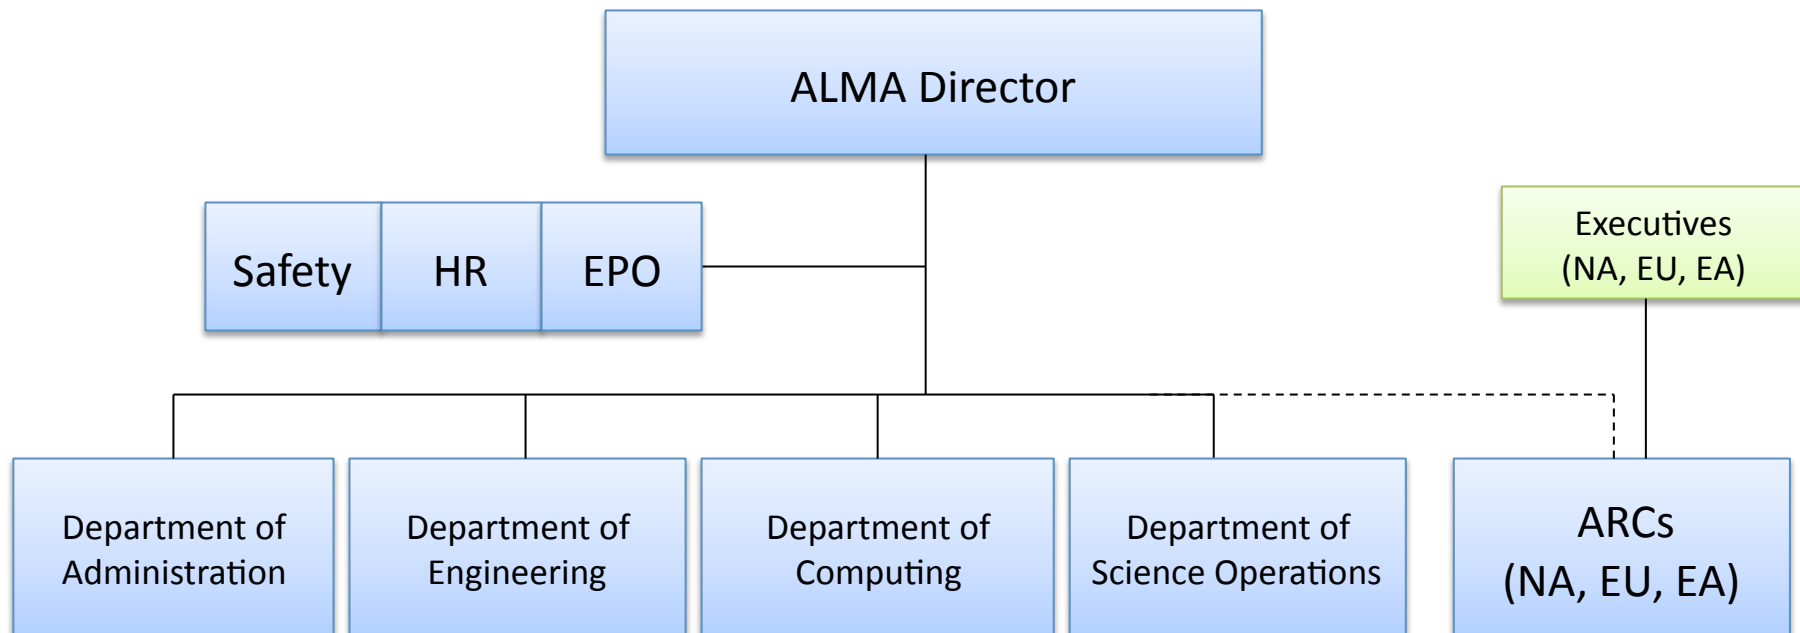 ALMA Director
Safety
HR
EPO
Executives
(NA, EU, EA)
Department of
Administration
Department of
Engineering
Department of
Computing
Department of
Science Operations
ARCs
(NA, EU, EA)